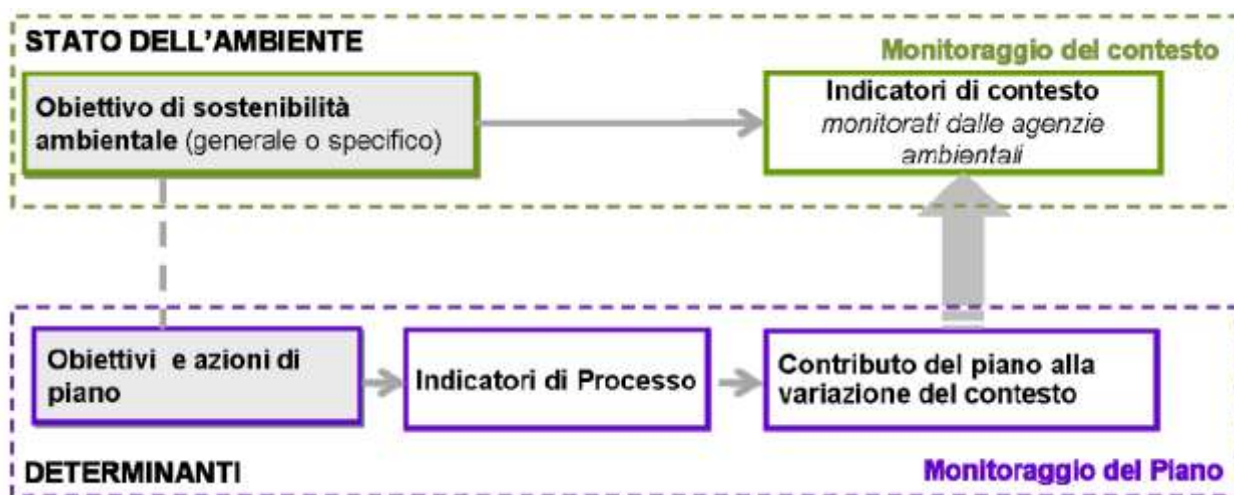 STATO DELL'AMBIENTE
Monitoraggio del contesto
Obiettivo di sostenibilità
ambientale (generale o specifico)
Indicatori di contesto
monitorati dalle agenzie
ambientali
Obiettivi e azioni di
piano
Indicatori di Processo
Contributo del piano alla
variazione del contesto
DETERMINANTI
Monitoraggio del Piano